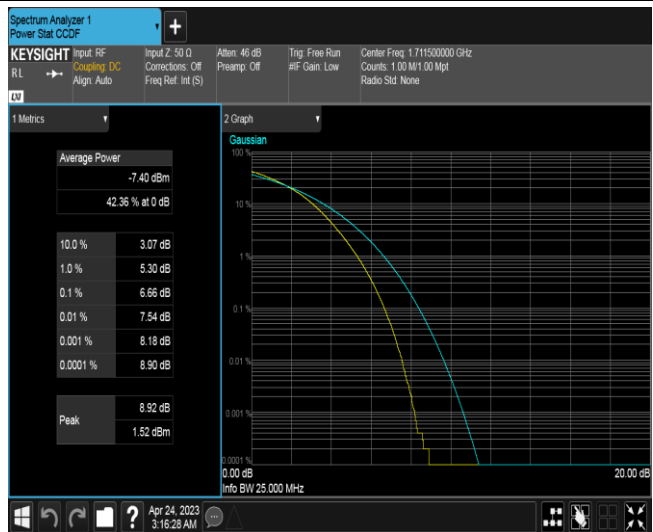 Spectrum Analyzer 1
Power Stat CCDF
+
KEYSIGHT
RL
LXI
Input: RF
Coupling: DC
Align: Auto
Input Z: 50 Ω
Corrections: Off
Freq Ref: Int (S)
Atten: 46 dB
Preamp: Off
Trig: Free Run
#IF Gain: Low
Center Freq: 1.711500000 GHz
Counts: 1.00 M/1.00 Mpt
Radio Std: None
1 Metrics
Average Power
-7.40 dBm
42.36 % at 0 dB
10.0 % 3.07 dB
1.0 % 5.30 dB
0.1 % 6.66 dB
0.01 % 7.54 dB
0.001 % 8.18 dB
0.0001 % 8.90 dB
Peak
8.92 dB
1.52 dBm
2 Graph
Gaussian
100 %
10 %
1 %
0.1 %
0.01 %
0.001 %
0.0001 %
0.00 dB 20.00 dB
Info BW 25.000 MHz
?
Apr 24, 2023
3:16:28 AM